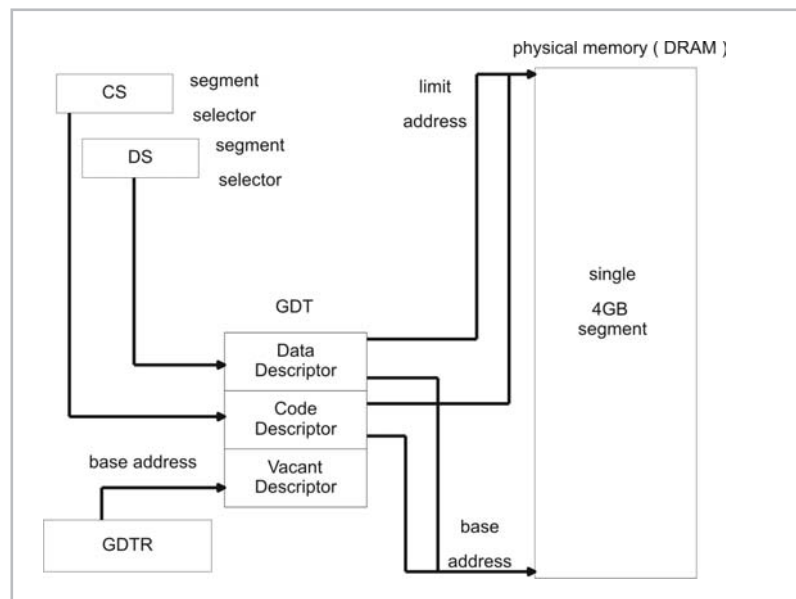 physical memory ( DRAM )
CS
segment
selector
DS
segment
selector
limit
address
single
4GB
segment
GDT
Data
Descriptor
Code
Descriptor
Vacant
Descriptor
base address
GDTR
base
address